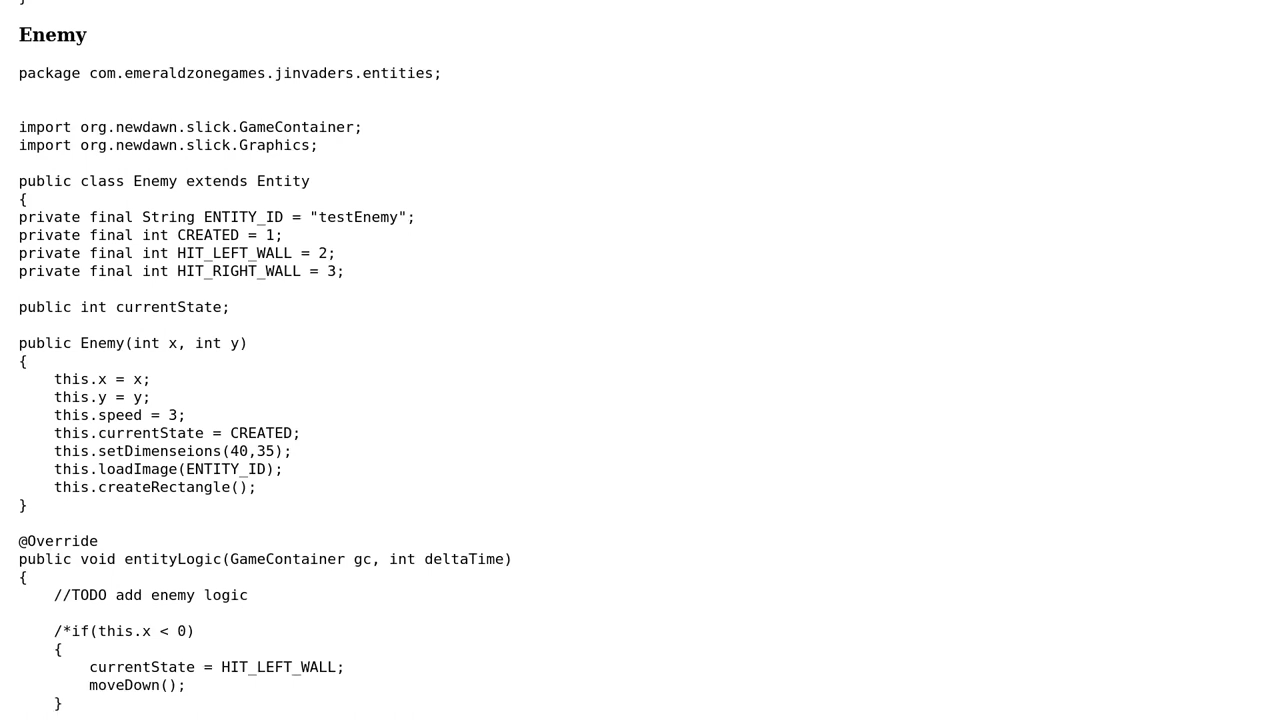 }
Enemy
package com.emeraldzonegames.jinvaders.entities;
import org.newdawn.slick.GameContainer;
import org.newdawn.slick.Graphics;
public class Enemy extends Entity
{
private final String ENTITY_ID = "testEnemy";
private final int CREATED = 1;
private final int HIT_LEFT_WALL = 2;
private final int HIT_RIGHT_WALL = 3;
public int currentState;
public Enemy(int x, int y)
{
    this.x = x;
    this.y = y;
    this.speed = 3;
    this.currentState = CREATED;
    this.setDimenseions(40,35);
    this.loadImage(ENTITY_ID);
    this.createRectangle();
}
@Override
public void entityLogic(GameContainer gc, int deltaTime)
{
    //TODO add enemy logic
    /*if(this.x < 0)
    {
        currentState = HIT_LEFT_WALL;
        moveDown();
    }